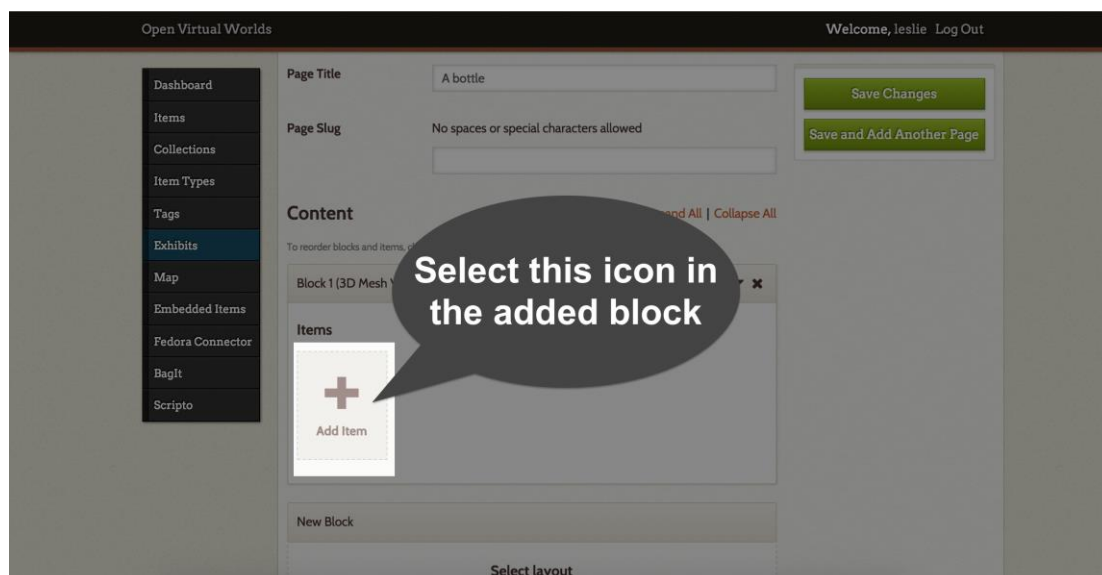 Open Virtual Worlds
Welcome, leslie Log Out
Dashboard
Items
Collections
Item Types
Tags
Exhibits
Map
Embedded Items
Fedora Connector
BagIt
Scripto
Page Title
A bottle
Page Slug
No spaces or special characters allowed
Save Changes
Save and Add Another Page
Content
All | Collapse All
To reorder blocks and items,
Block 1 (3D Mesh
Select this icon in
the added block
Items
Add Item
New Block
Select layout